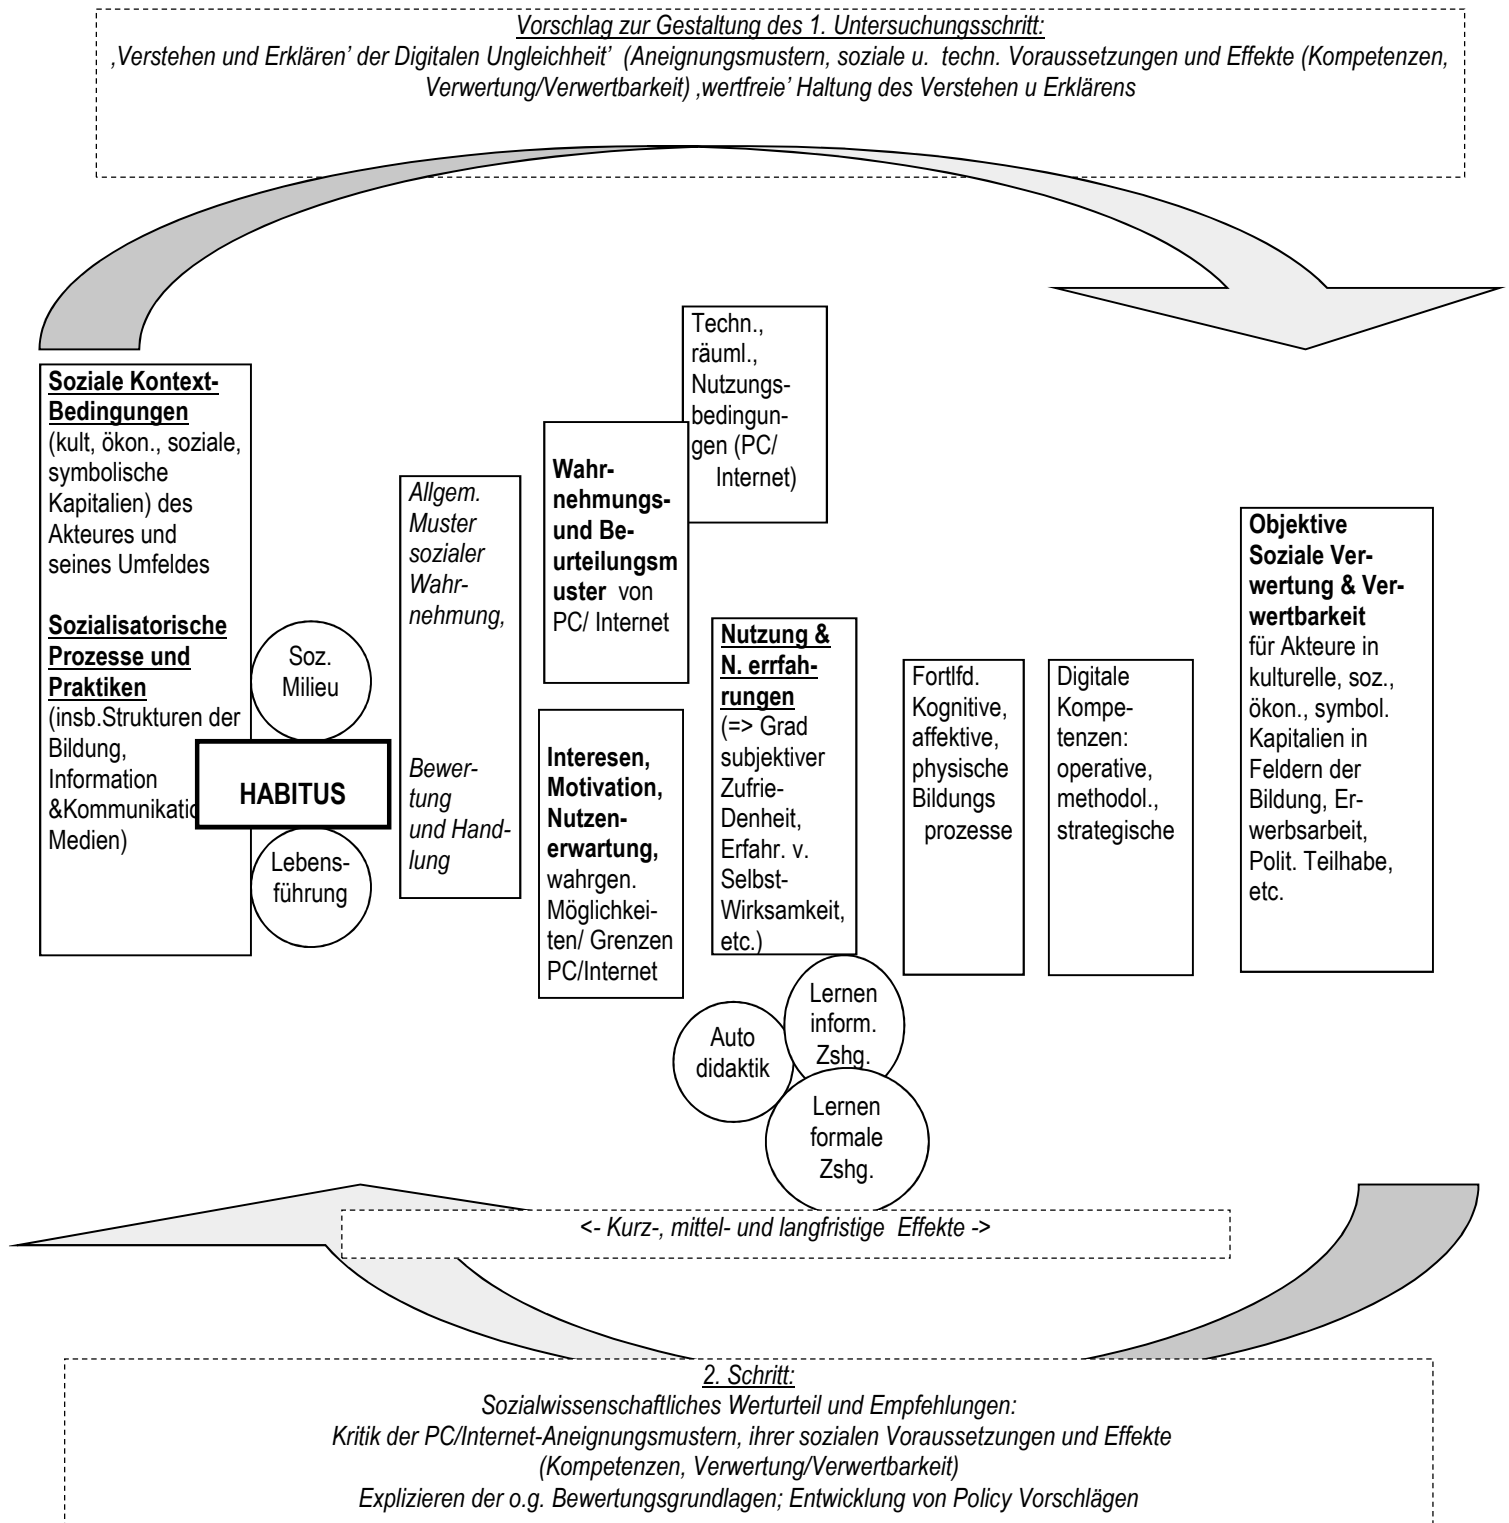 Vorschlag zur Gestaltung des 1. Untersuchungsschritt:
‚Verstehen und Erklären’ der Digitalen Ungleichheit’ (Aneignungsmustern, soziale u. techn. Voraussetzungen und Effekte (Kompetenzen,
Verwertung/Verwertbarkeit) ‚wertfreie’ Haltung des Verstehen u Erklärens
Soziale Kontext-
Bedingungen
(kult, ökon., soziale,
symbolische
Kapitalien) des
Akteures und
seines Umfeldes
Sozialisatorische
Prozesse und
Praktiken
(insb.Strukturen der
Bildung,
Information
&Kommunikatio
Medien)
Soz.
Milieu
HABITUS
Lebens-
führung
Allgem.
Muster
sozialer
Wahr-
nehmung,
Bewer-
tung
und Hand-
lung
Wahr-
nehmungs-
und Be-
urteilungsm
uster von
PC/ Internet
Techn.,
räuml.,
Nutzungs-
bedingun-
gen (PC/
Internet)
Interesen,
Motivation,
Nutzen-
erwartung,
wahrgen.
Möglichkei-
ten/ Grenzen
PC/Internet
Nutzung &
N. errfah-
rungen
(=> Grad
subjektiver
Zufrie-
Denheit,
Erfahr. v.
Selbst-
Wirksamkeit,
etc.)
Auto
didaktik
Lernen
inform.
Zshg.
Lernen
formale
Zshg.
Fortlfd.
Kognitive,
affektive,
physische
Bildungs
prozesse
Digitale
Kompe-
tenzen:
operative,
methodol.,
strategische
Objektive
Soziale Ver-
wertung & Ver-
wertbarkeit
für Akteure in
kulturelle, soz.,
ökon., symbol.
Kapitalien in
Feldern der
Bildung, Er-
werbsarbeit,
Polit. Teilhabe,
etc.
<- Kurz-, mittel- und langfristige Effekte ->
2. Schritt:
Sozialwissenschaftliches Werturteil und Empfehlungen:
Kritik der PC/Internet-Aneignungsmustern, ihrer sozialen Voraussetzungen und Effekte
(Kompetenzen, Verwertung/Verwertbarkeit)
Explizieren der o.g. Bewertungsgrundlagen; Entwicklung von Policy Vorschlägen